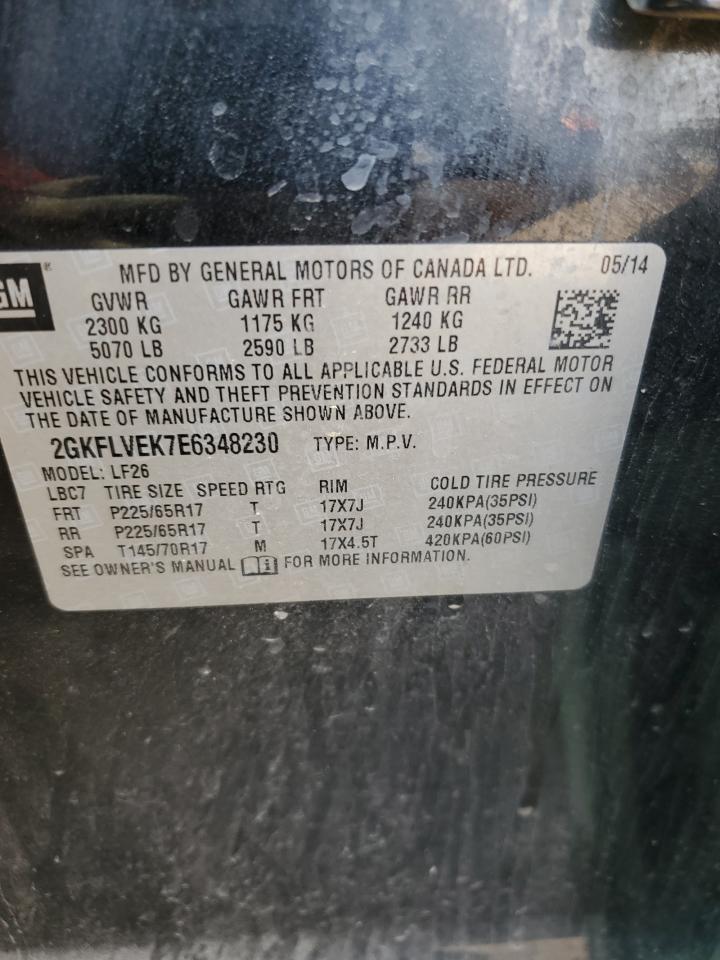 GM ® MFD BY GENERAL MOTORS OF CANADA LTD. 05/14
GVWR GAWR FRT GAWR RR
2300 KG 1175 KG 1240 KG
5070 LB 2590 LB 2733 LB
THIS VEHICLE CONFORMS TO ALL APPLICABLE U.S. FEDERAL MOTOR
VEHICLE SAFETY AND THEFT PREVENTION STANDARDS IN EFFECT ON
THE DATE OF MANUFACTURE SHOWN ABOVE.
2GKFLVEK7E6348230 TYPE: M.P.V.
MODEL: LF26
LBC7 TIRE SIZE SPEED RTG RIM COLD TIRE PRESSURE
FRT P225/65R17 T 17X7J 240KPA(35PSI)
RR P225/65R17 T 17X7J 240KPA(35PSI)
SPA T145/70R17 M 17X4.5T 420KPA(60PSI)
SEE OWNER'S MANUAL FOR MORE INFORMATION.